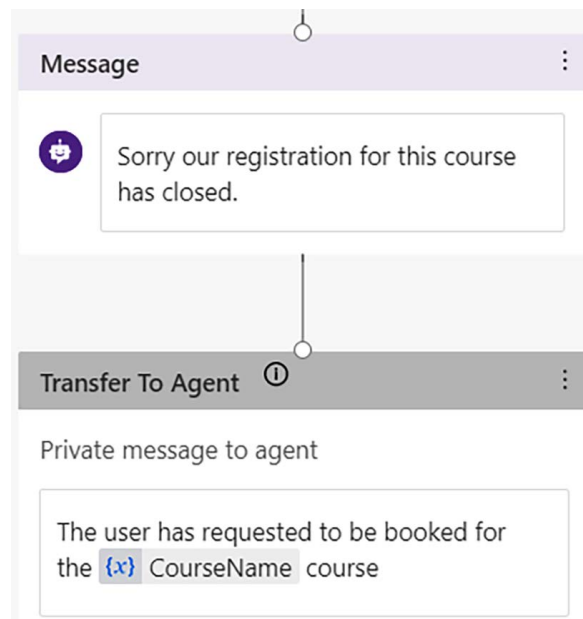 Message
Sorry our registration for this course
has closed.
Transfer To Agent
Private message to agent
The user has requested to be booked for
the {x} CourseName course